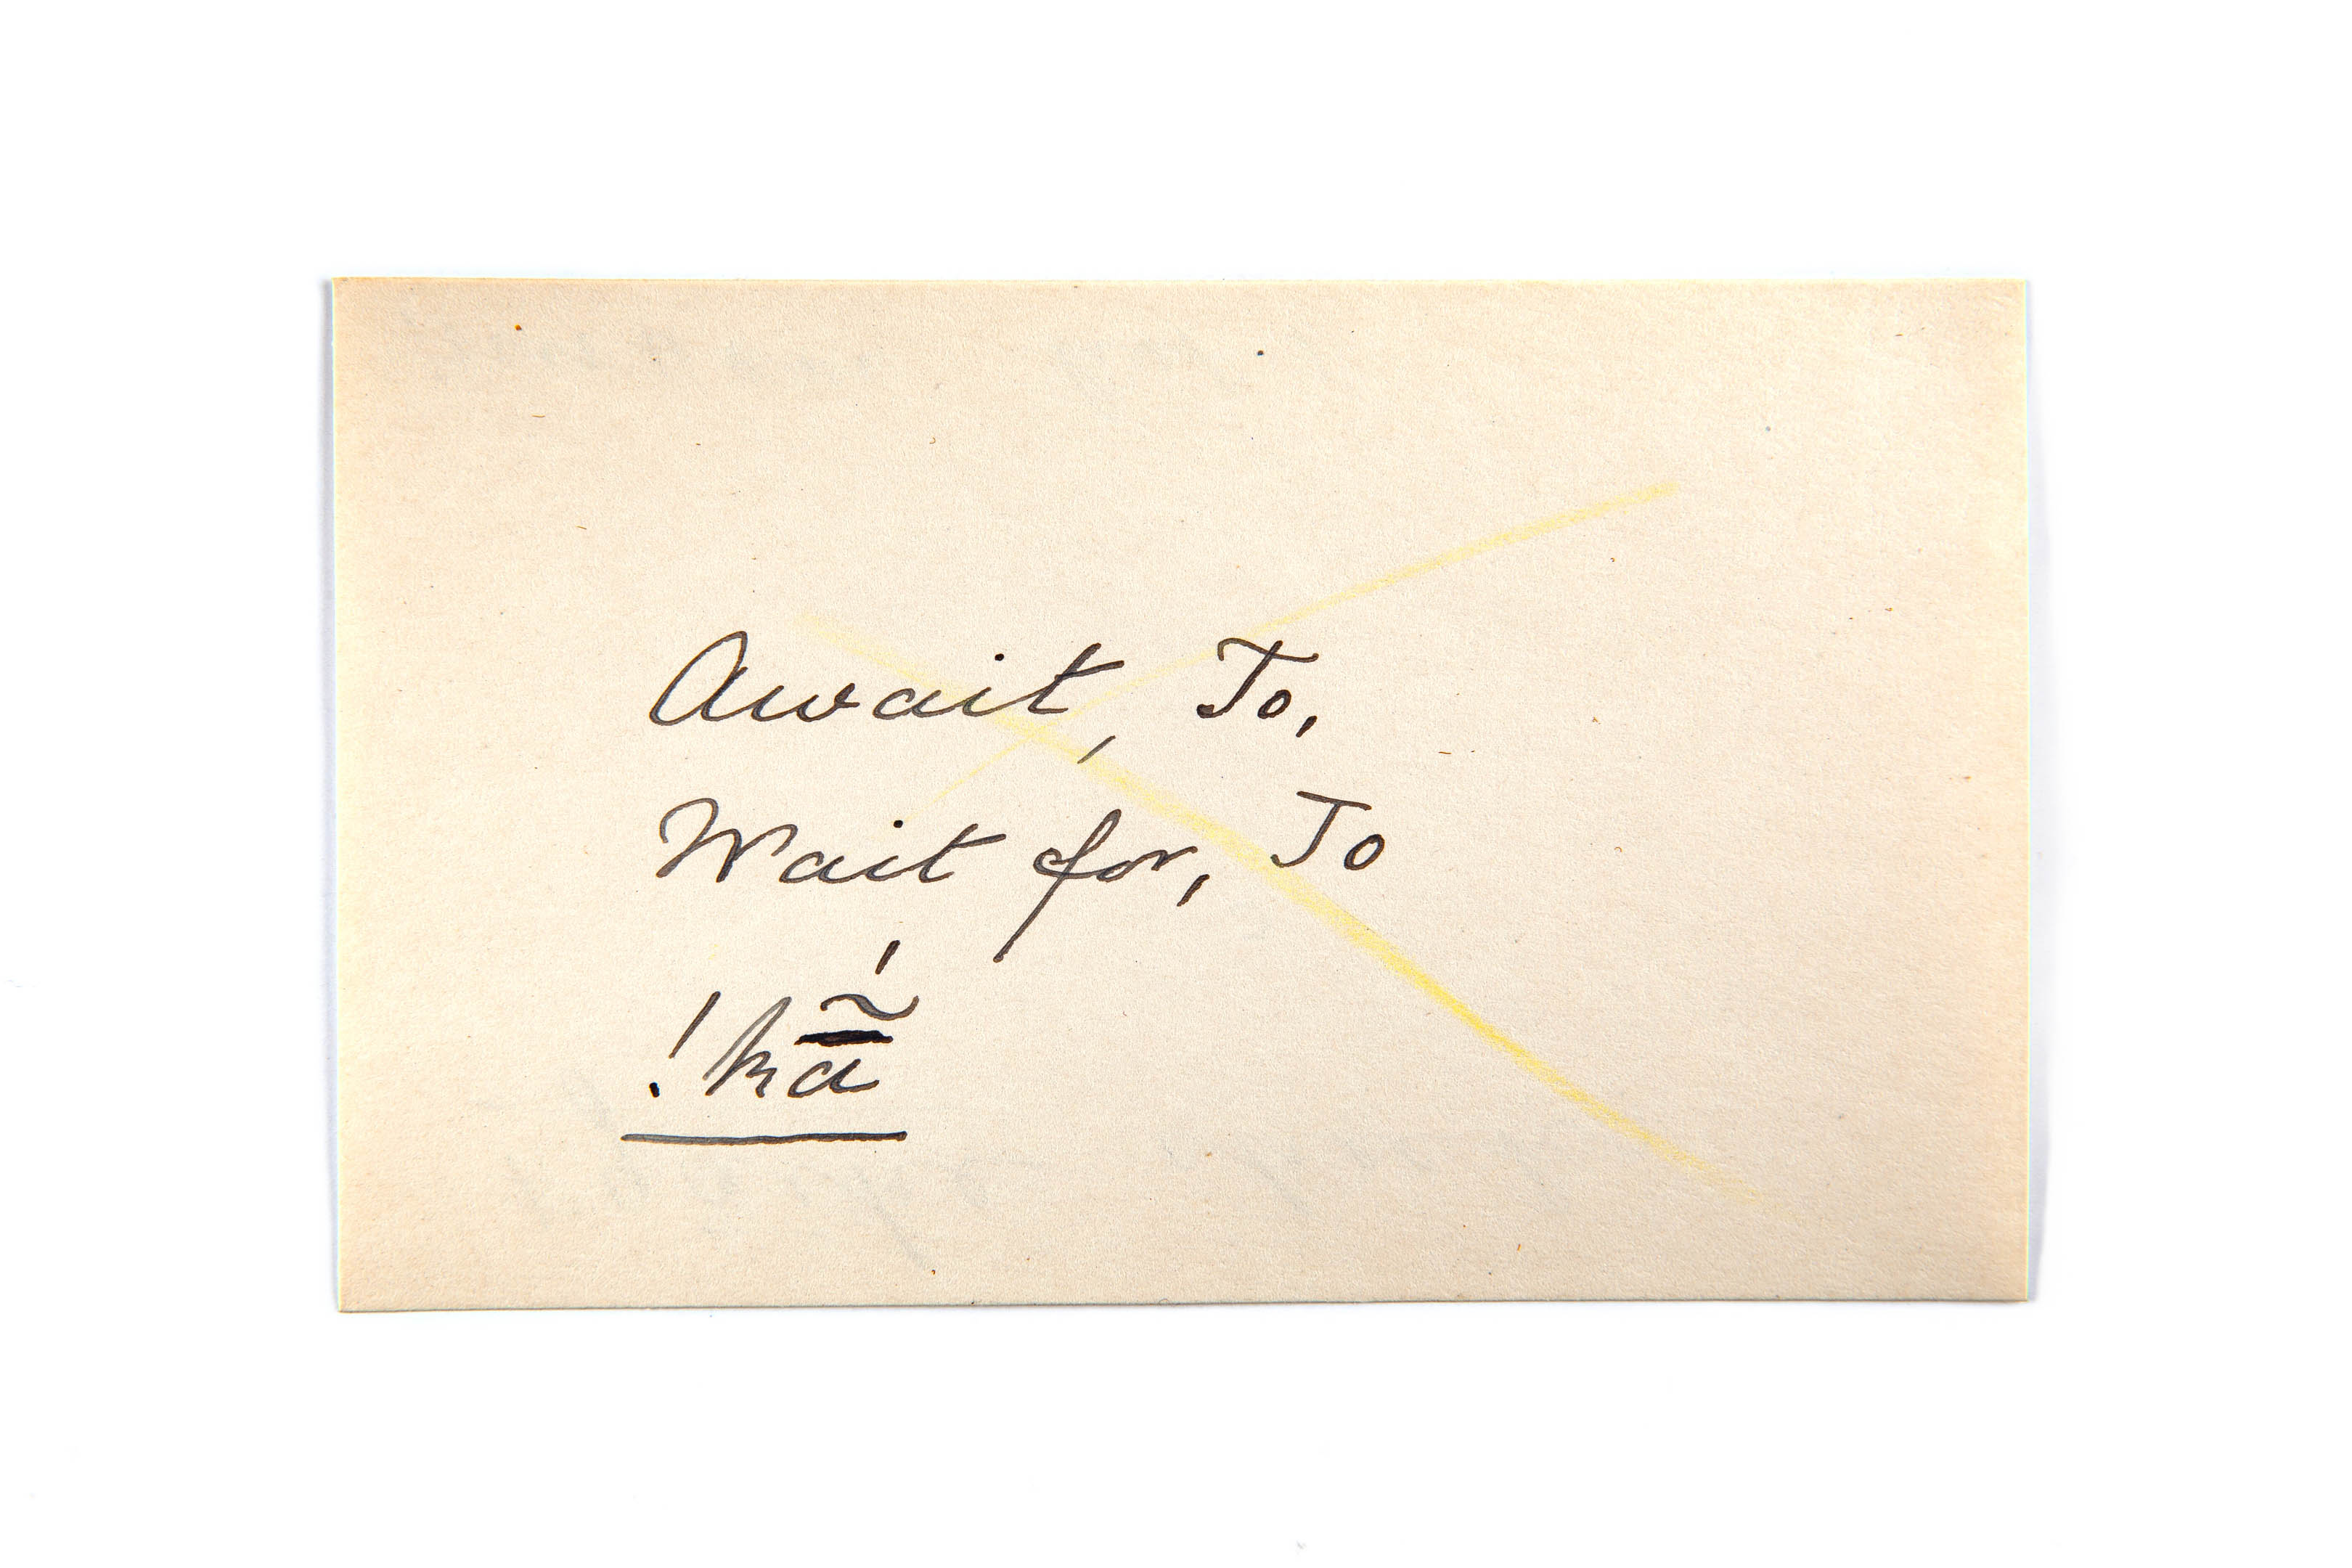 Await, To,
Wait for, To
!kã̄́